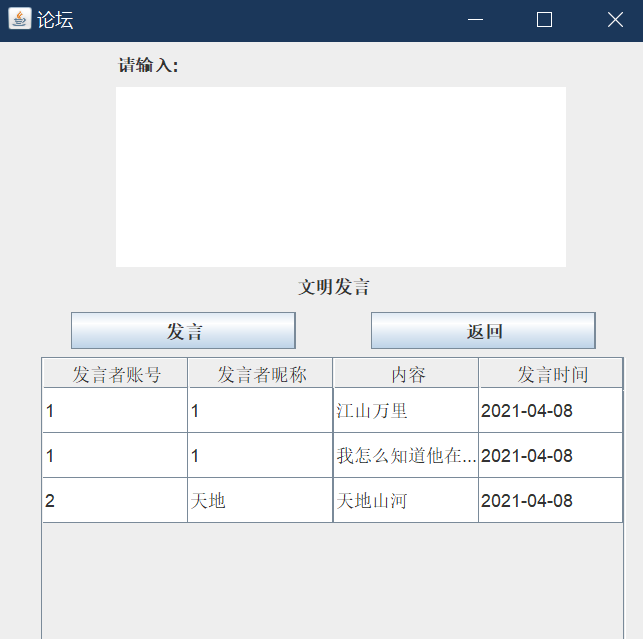 论坛
请输入:
文明发言
发言 返回
发言者账号 发言者昵称 内容 发言时间
1 1 江山万里 2021-04-08
1 1 我怎么知道他在... 2021-04-08
2 天地 天地山河 2021-04-08